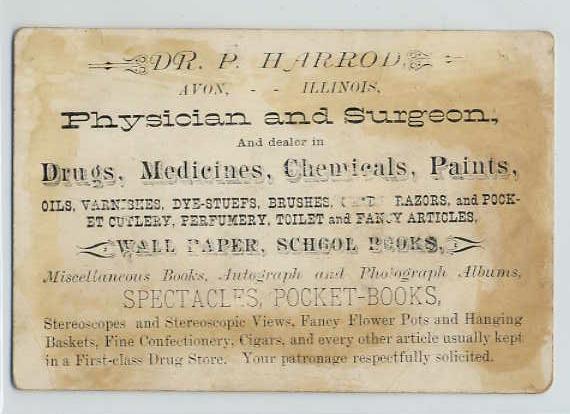 DR. P. HARROD,
AVON, - - ILLINOIS,
Physician and Surgeon,
And dealer in
Drugs, Medicines, Chemicals, Paints,
OILS, VARNISHES, DYE-STUFFS, BRUSHES, RAZORS, and POCK-
ET CUTLERY, PERFUMERY, TOILET and FANCY ARTICLES,
WALL PAPER, SCHOOL BOOKS,
Miscellaneous Books, Autograph and Photograph Albums,
SPECTACLES, POCKET-BOOKS,
Stereoscopes and Stereoscopic Views, Fancy Flower Pots and Hanging
Baskets, Fine Confectionery, Cigars, and every other article usually kept
in a First-class Drug Store. Your patronage respectfully solicited.